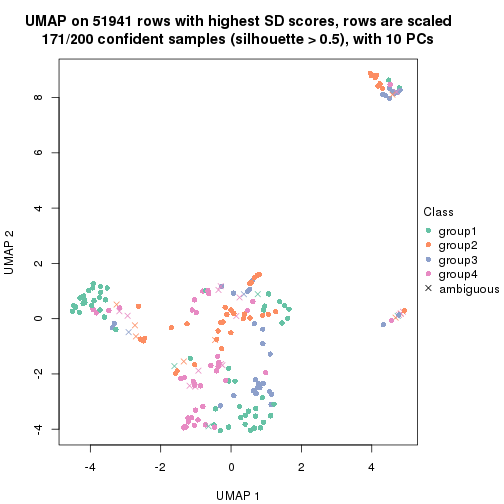 UMAP on 51941 rows with highest SD scores, rows are scaled
171/200 confident samples (silhouette > 0.5), with 10 PCs
8
6
4
2
0
-2
-4
UMAP 2
-4
-2
0
2
4
UMAP 1
Class
group1
group2
group3
group4
ambiguous